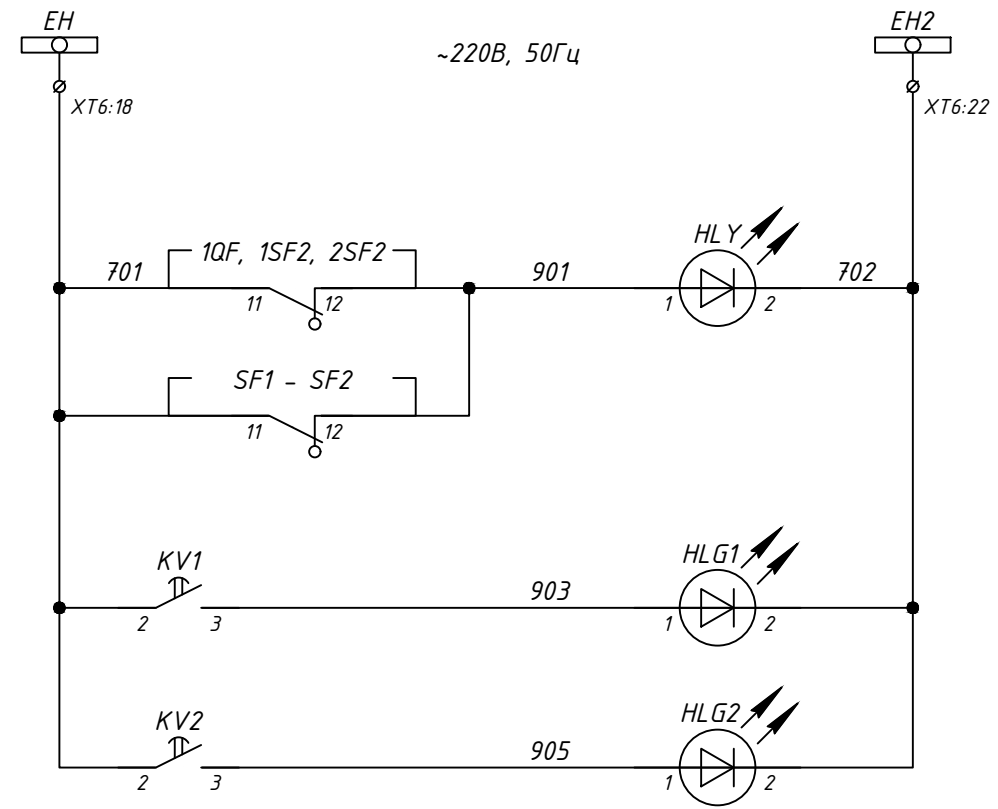 EH
EH2
~220В, 50Гц
XT6:18
XT6:22
HLY
1QF, 1SF2, 2SF2
701
901
702
11
12
1
2
SF1 - SF2
11
12
KV1
HLG1
903
2
3
1
2
KV2
HLG2
905
2
3
1
2